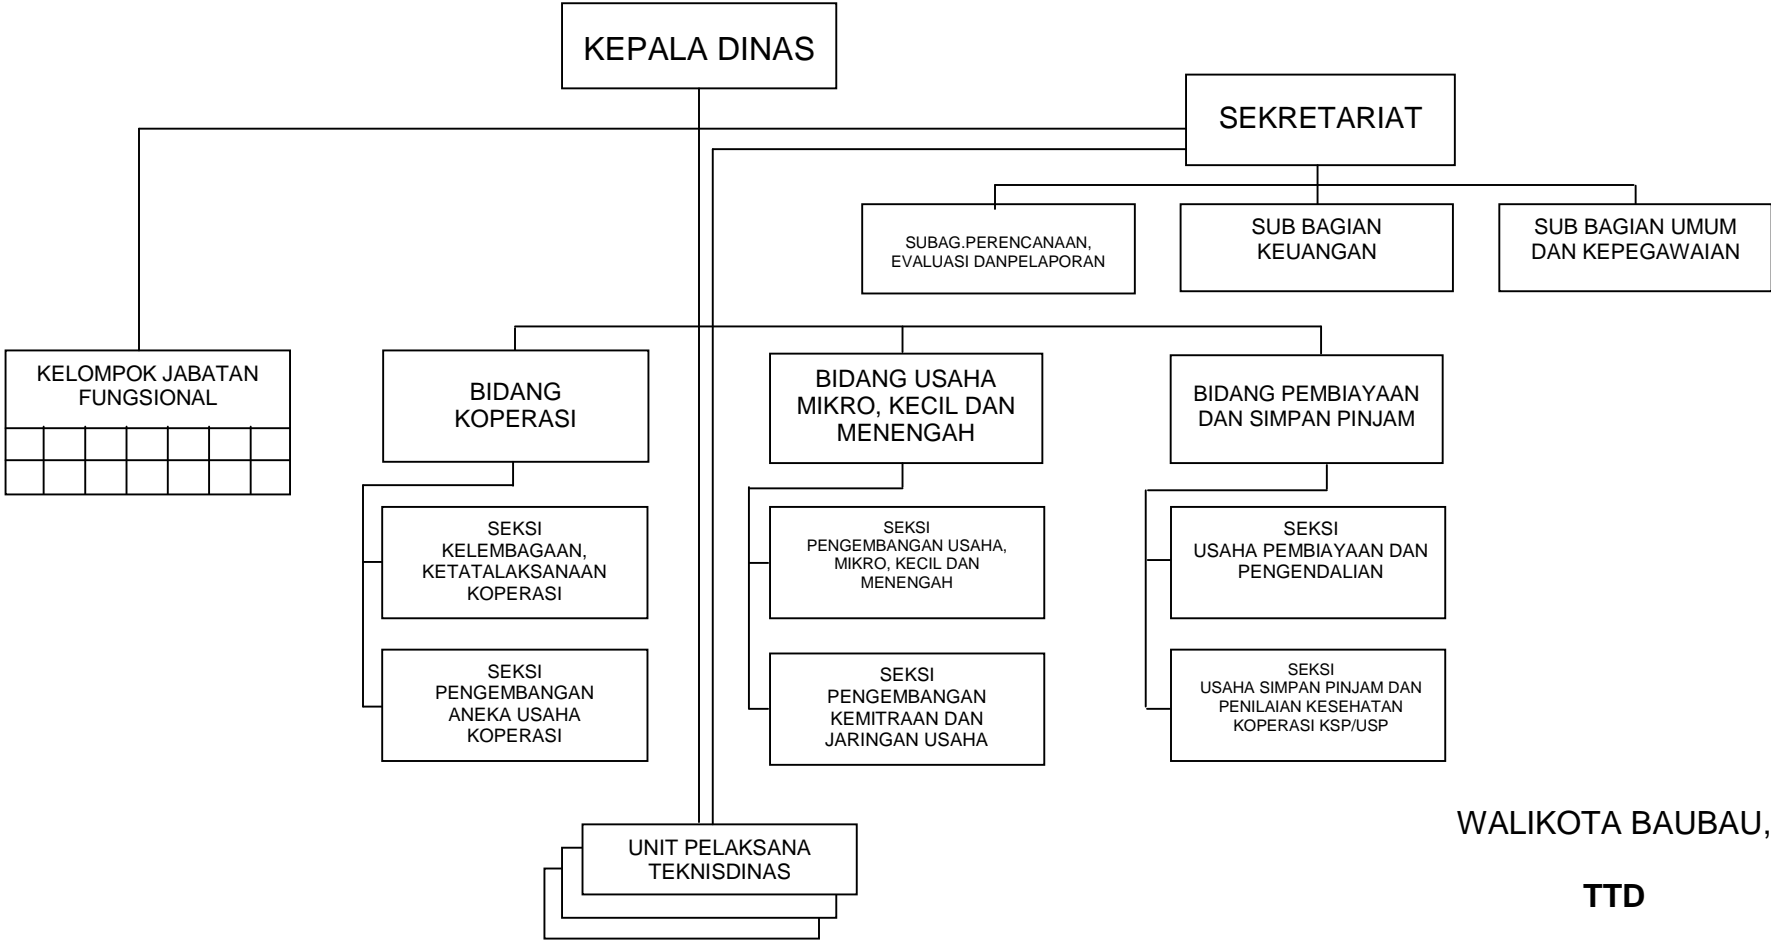 KEPALA DINAS
SEKRETARIAT
SUBAG.PERENCANAAN,
EVALUASI DANPELAPORAN
SUB BAGIAN
KEUANGAN
SUB BAGIAN UMUM
DAN KEPEGAWAIAN
KELOMPOK JABATAN
FUNGSIONAL
BIDANG
KOPERASI
BIDANG USAHA
MIKRO, KECIL DAN
MENENGAH
BIDANG PEMBIAYAAN
DAN SIMPAN PINJAM
SEKSI
KELEMBAGAAN,
KETATALAKSANAAN
KOPERASI
SEKSI
PENGEMBANGAN USAHA,
MIKRO, KECIL DAN
MENENGAH
SEKSI
USAHA PEMBIAYAAN DAN
PENGENDALIAN
SEKSI
PENGEMBANGAN
ANEKA USAHA
KOPERASI
SEKSI
PENGEMBANGAN
KEMITRAAN DAN
JARINGAN USAHA
SEKSI
USAHA SIMPAN PINJAM DAN
PENILAIAN KESEHATAN
KOPERASI KSP/USP
UNIT PELAKSANA
TEKNISDINAS
WALIKOTA BAUBAU,
TTD